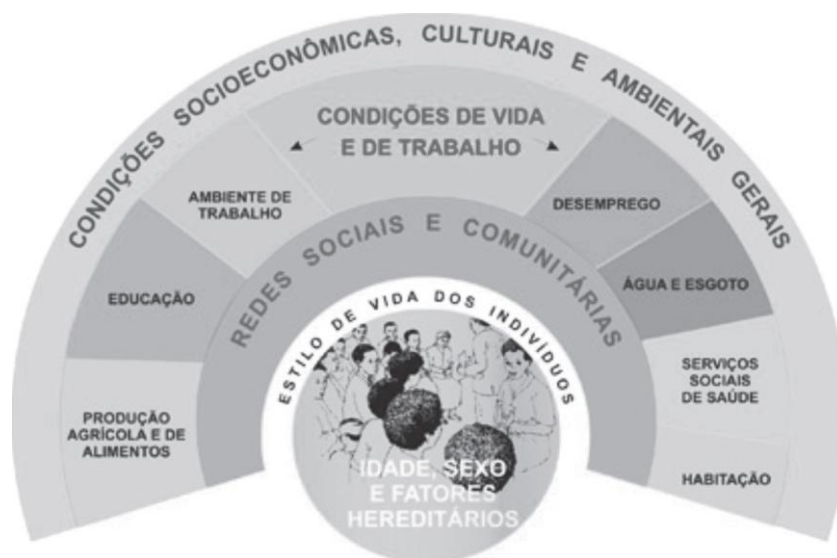 CONDIÇÕES SOCIOECONÔMICAS, CULTURAIS E AMBIENTAIS GERAIS
CONDIÇÕES DE VIDA
E DE TRABALHO
AMBIENTE DE
TRABALHO
DESEMPREGO
REDES SOCIAIS E COMUNITÁRIAS
EDUCAÇÃO
ÁGUA E ESGOTO
ESTILO DE VIDA DOS INDIVÍDUOS
PRODUÇÃO
AGRÍCOLA E DE
ALIMENTOS
SERVIÇOS
SOCIAIS
DE SAÚDE
HABITAÇÃO
IDADE, SEXO
E FATORES
HEREDITÁRIOS